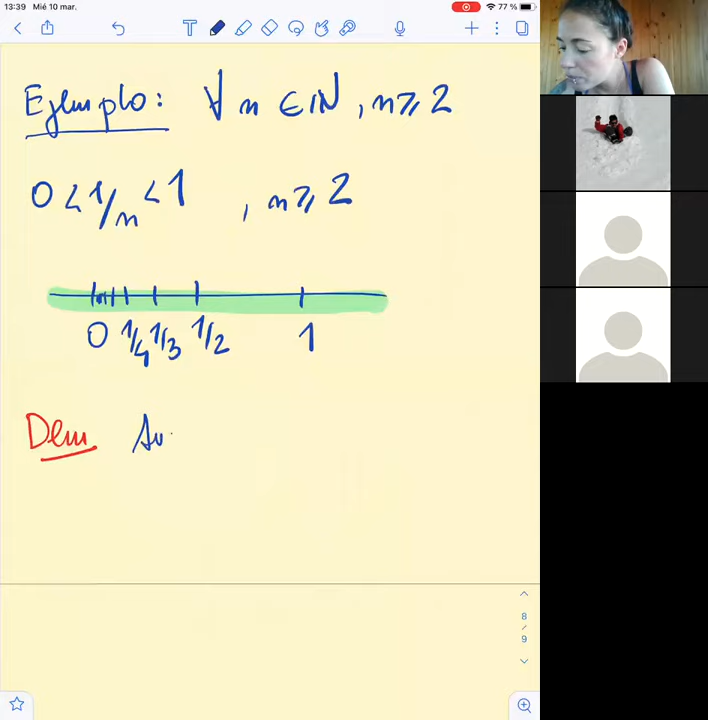 13:39 Mié 10 mar.
77 %
Ejemplo: ∀ n ∈ ℕ, n ≥ 2
0 < 1/n < 1 , n ≥ 2
0 1/4 1/3 1/2 1
Dem
8
/
9